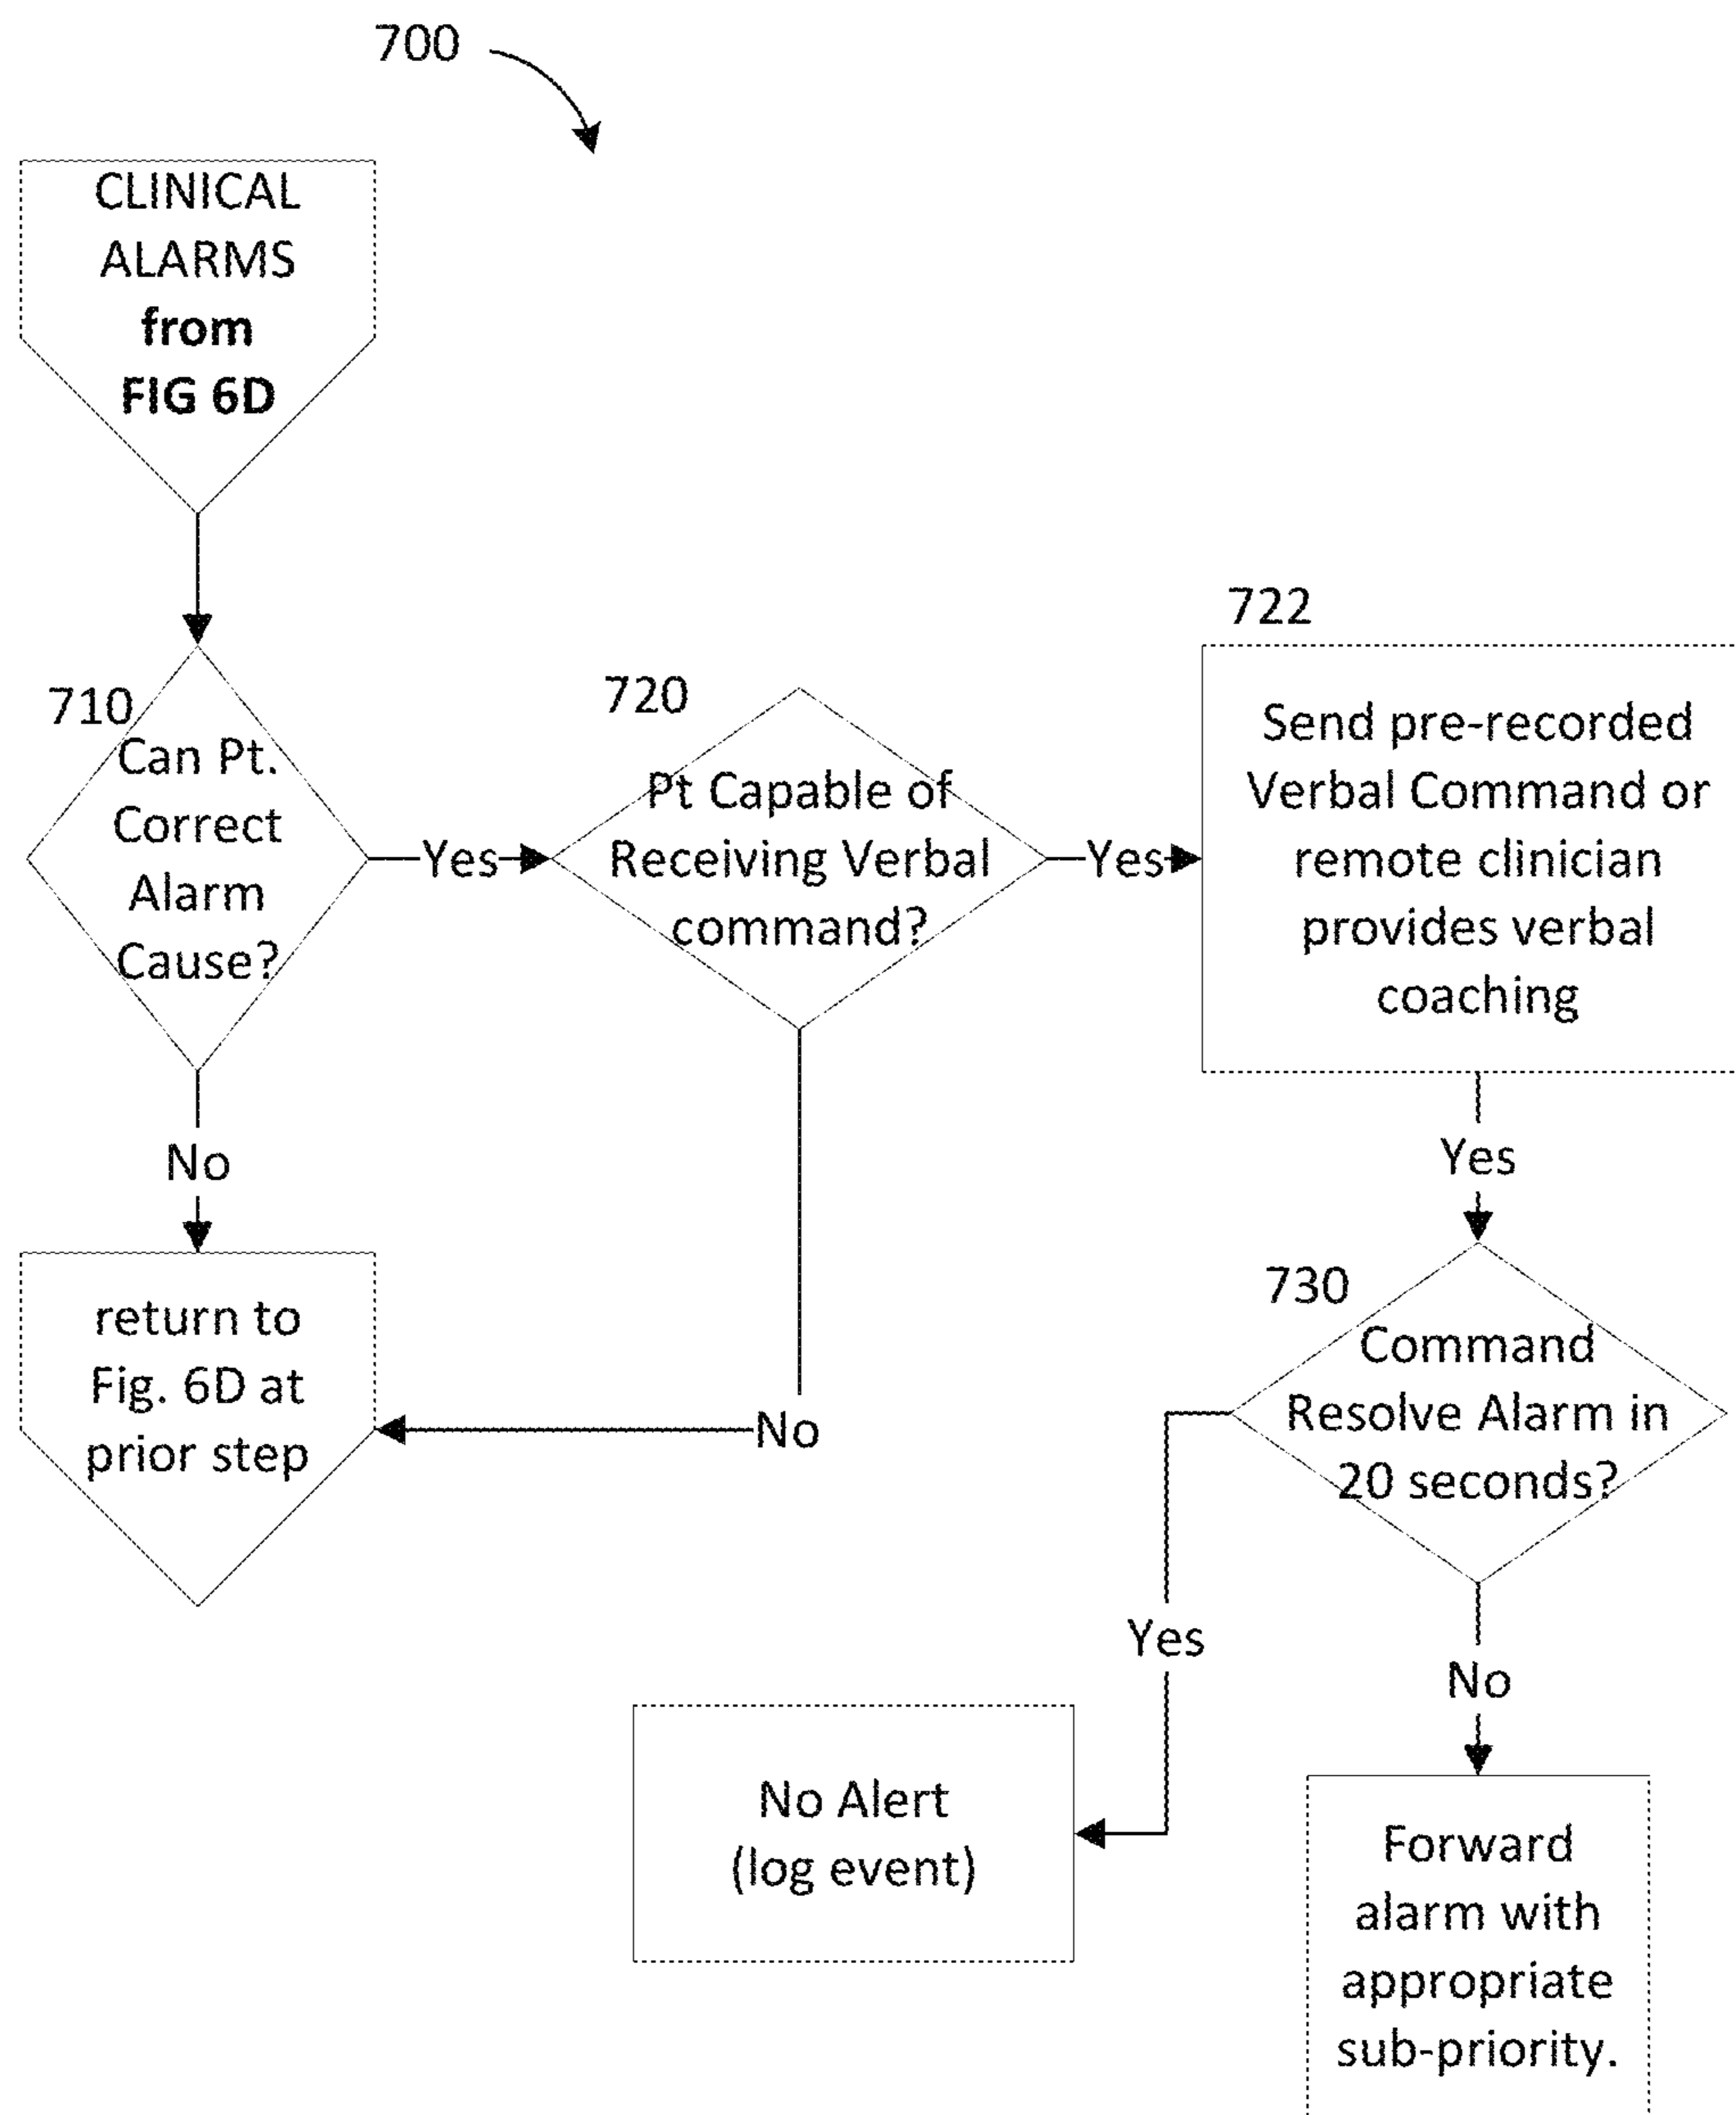 700
CLINICAL
ALARMS
from
FIG 6D
710
Can Pt.
Correct
Alarm
Cause?
Yes
720
Pt Capable of
Receiving Verbal
command?
Yes
722
Send pre-recorded
Verbal Command or
remote clinician
provides verbal
coaching
No
return to
Fig. 6D at
prior step
No
Yes
730
Command
Resolve Alarm in
20 seconds?
Yes
No Alert
(log event)
No
Forward
alarm with
appropriate
sub-priority.